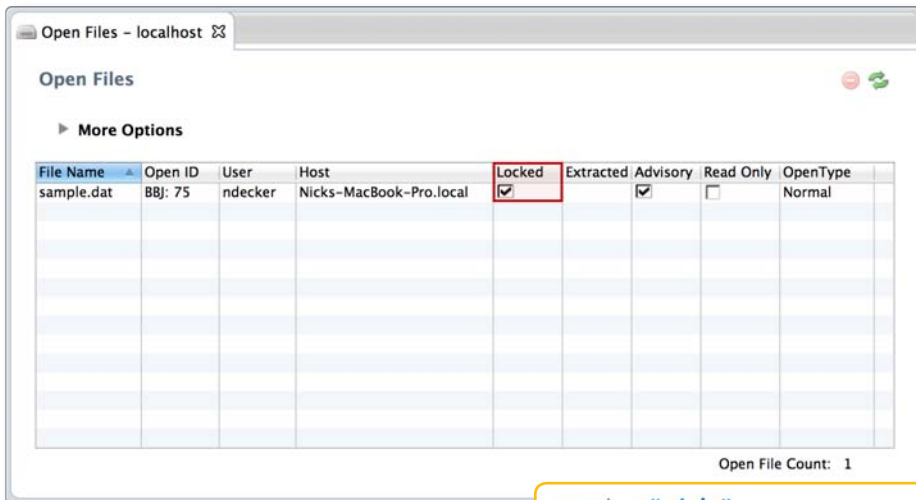 Open Files - localhost
Open Files
More Options
File Name Open ID User Host Locked Extracted Advisory Read Only OpenType
sample.dat BBJ: 75 ndecker Nicks-MacBook-Pro.local Normal
Open File Count: 1